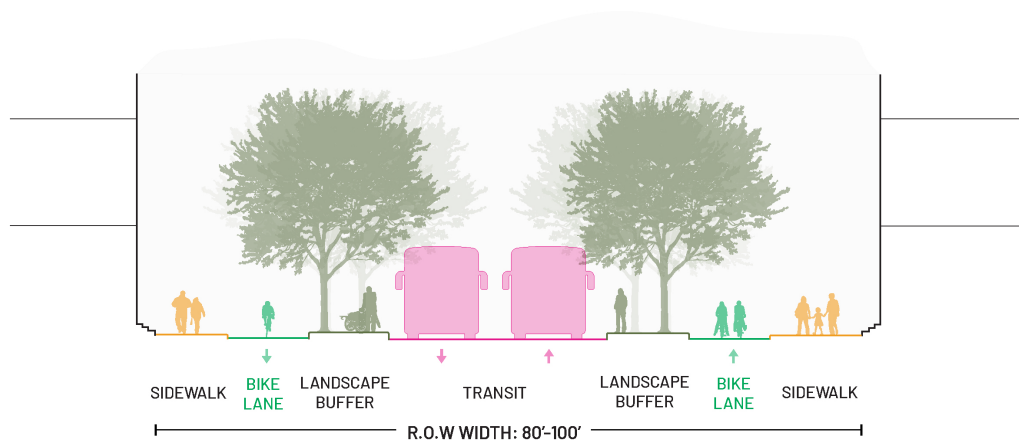 SIDEWALK
BIKE
LANE
LANDSCAPE
BUFFER
TRANSIT
LANDSCAPE
BUFFER
BIKE
LANE
SIDEWALK
R.O.W WIDTH: 80'-100'